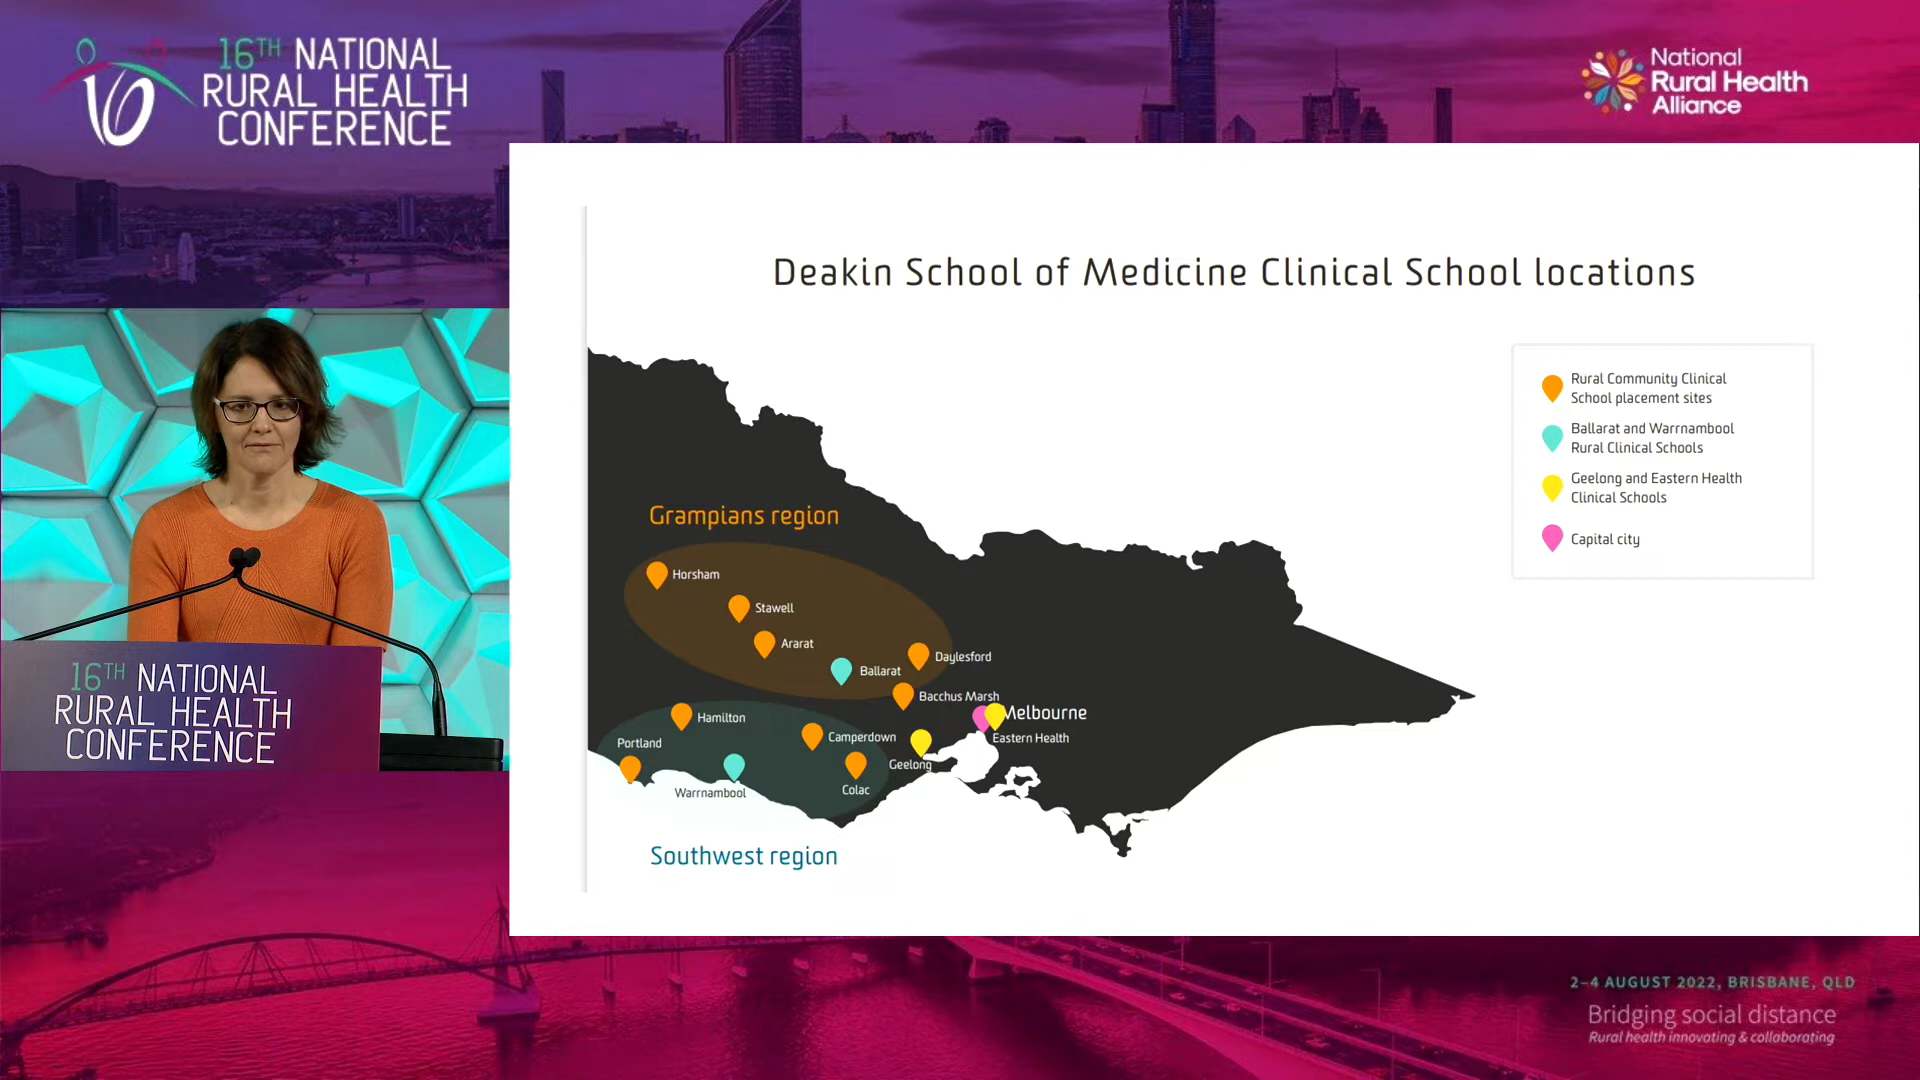 16TH NATIONAL
RURAL HEALTH
CONFERENCE
National
Rural Health
Alliance
Deakin School of Medicine Clinical School locations
Rural Community Clinical
School placement sites
Ballarat and Warrnambool
Rural Clinical Schools
Geelong and Eastern Health
Clinical Schools
Capital city
Grampians region
Horsham
Stawell
Ararat
Ballarat
Daylesford
Bacchus Marsh
Melbourne
Eastern Health
Hamilton
Camperdown
Portland
Geelong
Warrnambool
Colac
Southwest region
16TH NATIONAL
RURAL HEALTH
CONFERENCE
2–4 AUGUST 2022, BRISBANE, QLD
Bridging social distance
Rural health innovating & collaborating